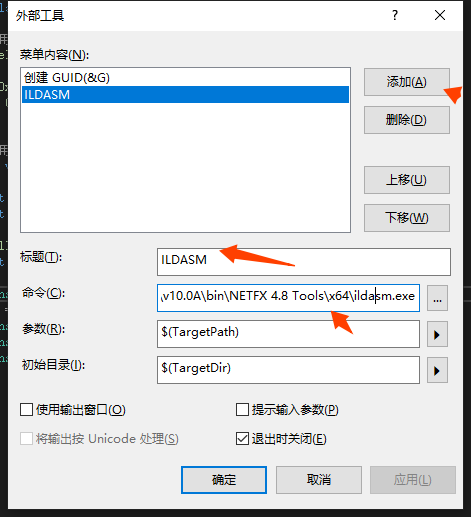 外部工具
菜单内容(N):
创建 GUID(&G)
ILDASM
添加(A)
删除(D)
上移(U)
下移(W)
标题(T):
ILDASM
命令(C):
\v10.0A\bin\NETFX 4.8 Tools\x64\ildasm.exe
...
参数(R):
$(TargetPath)
初始目录(I):
$(TargetDir)
使用输出窗口(O)
提示输入参数(P)
将输出按 Unicode 处理(S)
退出时关闭(E)
确定
取消
应用(L)